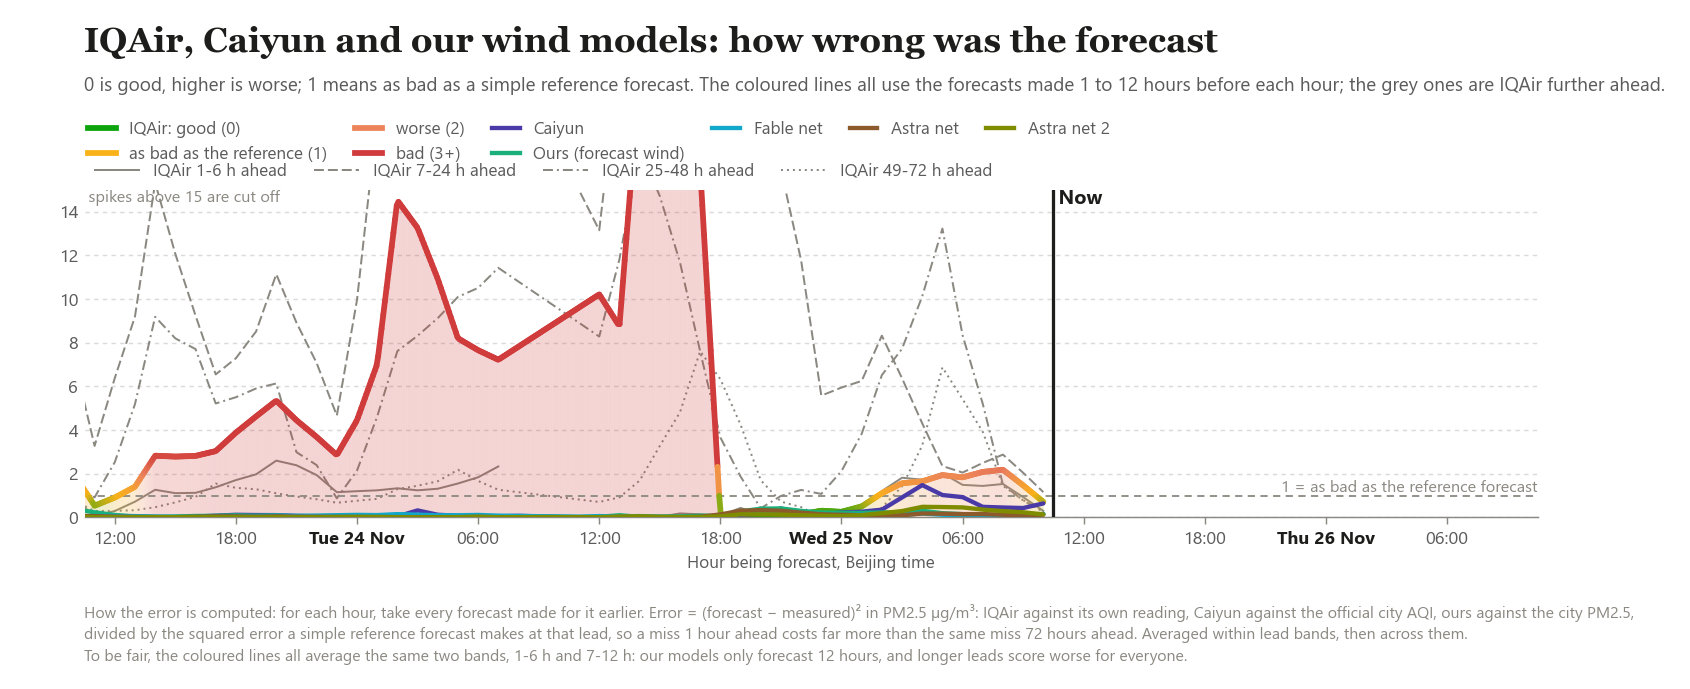 IQAir, Caiyun and our wind models: how wrong was the forecast
0 is good, higher is worse; 1 means as bad as a simple reference forecast. The coloured lines all use the forecasts made 1 to 12 hours before each hour; the grey ones are IQAir further ahead.
IQAir: good (0) worse (2) Caiyun Fable net Astra net Astra net 2
as bad as the reference (1) bad (3+) Ours (forecast wind)
IQAir 1-6 h ahead IQAir 7-24 h ahead IQAir 25-48 h ahead IQAir 49-72 h ahead
spikes above 15 are cut off
Now
14
12
10
8
6
4
2
1 = as bad as the reference forecast
0
12:00 18:00 Tue 24 Nov 06:00 12:00 18:00 Wed 25 Nov 06:00 12:00 18:00 Thu 26 Nov 06:00
Hour being forecast, Beijing time
How the error is computed: for each hour, take every forecast made for it earlier. Error = (forecast − measured)² in PM2.5 µg/m³: IQAir against its own reading, Caiyun against the official city AQI, ours against the city PM2.5,
divided by the squared error a simple reference forecast makes at that lead, so a miss 1 hour ahead costs far more than the same miss 72 hours ahead. Averaged within lead bands, then across them.
To be fair, the coloured lines all average the same two bands, 1-6 h and 7-12 h: our models only forecast 12 hours, and longer leads score worse for everyone.